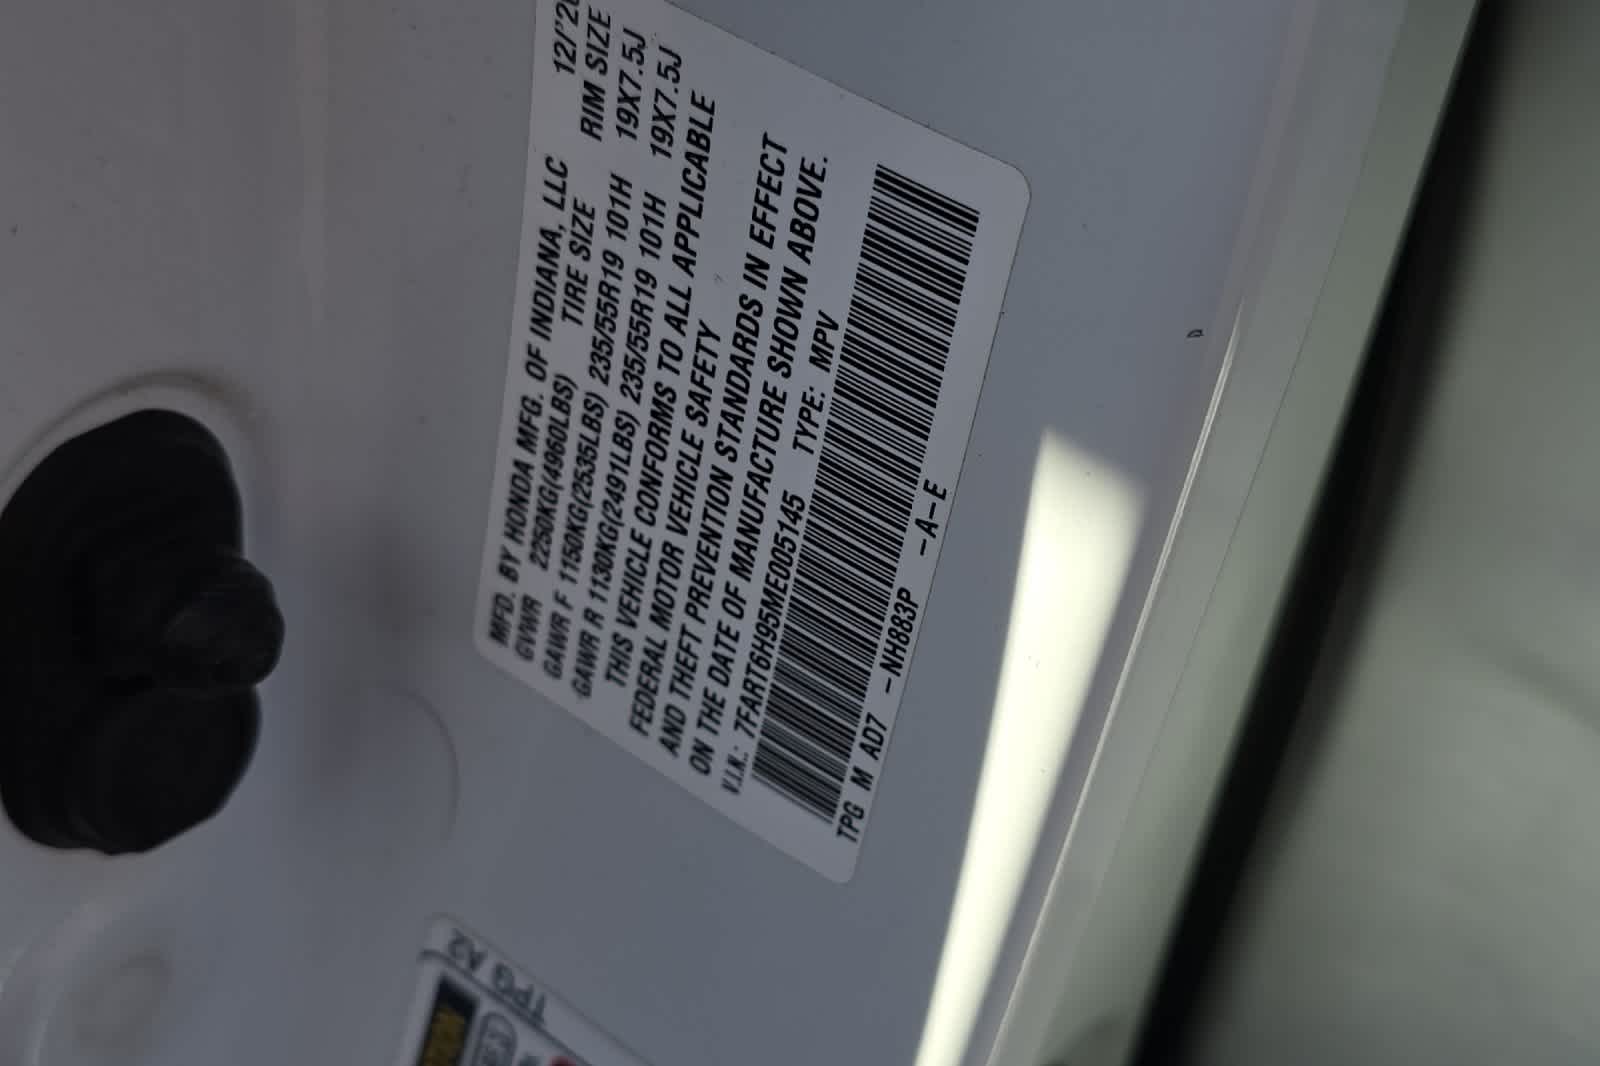 MFD. BY HONDA MFG. OF INDIANA, LLC 12/'20
GVWR 2250KG(4960LBS) TIRE SIZE RIM SIZE
GAWR F 1150KG(2535LBS) 235/55R19 101H 19X7.5J
GAWR R 1130KG(2491LBS) 235/55R19 101H 19X7.5J
THIS VEHICLE CONFORMS TO ALL APPLICABLE
FEDERAL MOTOR VEHICLE SAFETY
AND THEFT PREVENTION STANDARDS IN EFFECT
ON THE DATE OF MANUFACTURE SHOWN ABOVE.
V.I.N.: 7FART6H95ME005145 TYPE: MPV
TPG M AD7 -NH883P -A-E
TPG A2